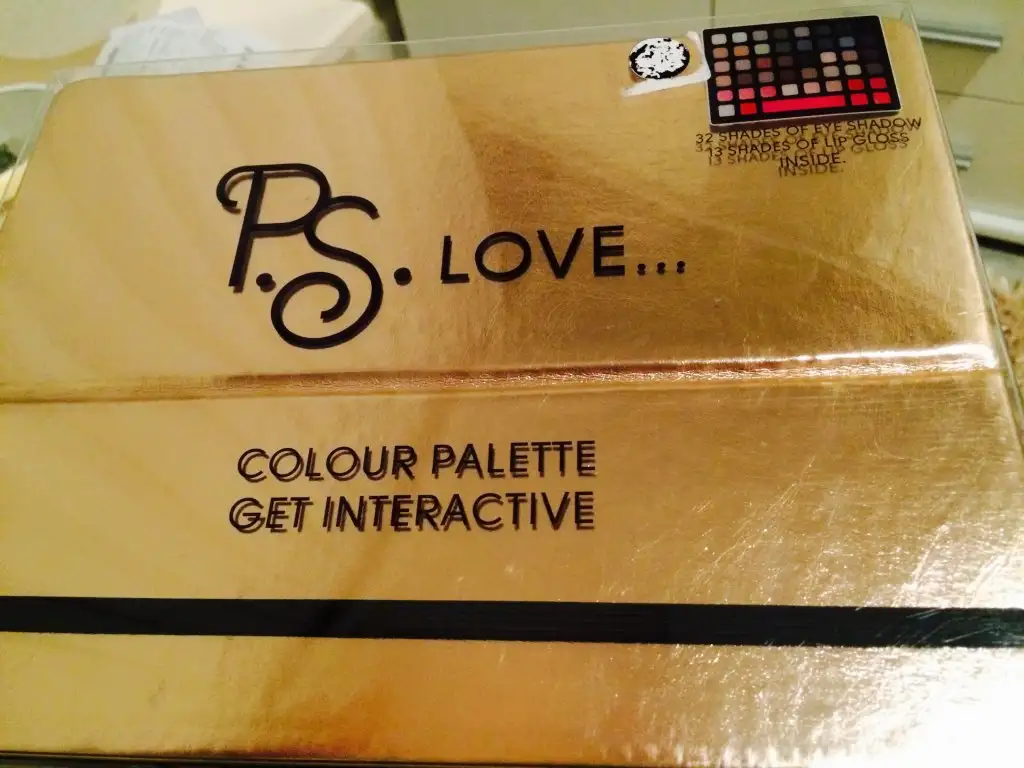 32 SHADES OF EYE SHADOW
13 SHADES OF LIP GLOSS
INSIDE.
P.S. LOVE...
COLOUR PALETTE
GET INTERACTIVE